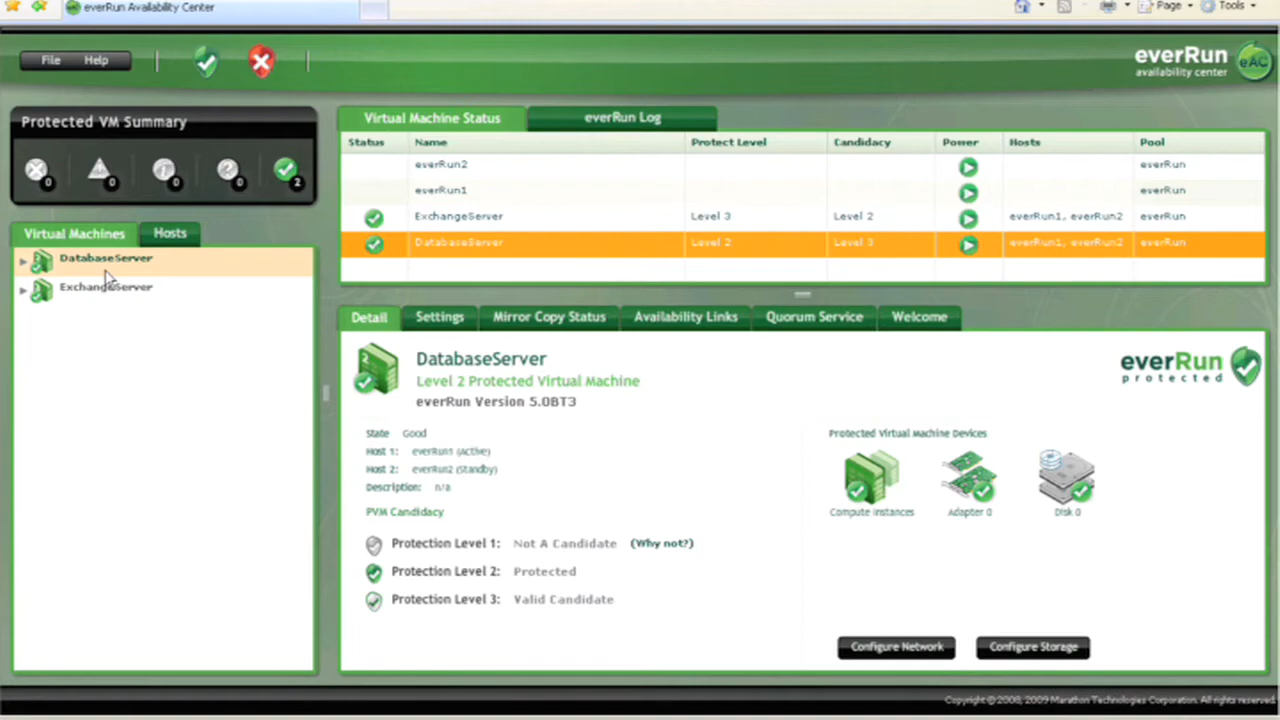 everRun Availability Center
Page
Tools
File Help
everRun
availability center
eAC
Protected VM Summary
0 0 0 0 2
Virtual Machines Hosts
DatabaseServer
ExchangeServer
Virtual Machine Status everRun Log
Status Name Protect Level Candidacy Power Hosts Pool
everRun2 everRun
everRun1 everRun
ExchangeServer Level 3 Level 2 everRun1, everRun2 everRun
DatabaseServer Level 2 Level 3 everRun1, everRun2 everRun
Detail Settings Mirror Copy Status Availability Links Quorum Service Welcome
2
DatabaseServer
Level 2 Protected Virtual Machine
everRun Version 5.0BT3
everRun
protected
State Good
Host 1: everRun1 (Active)
Host 2: everRun2 (Standby)
Description: n/a
PVM Candidacy
Protection Level 1: Not A Candidate (Why not?)
Protection Level 2: Protected
Protection Level 3: Valid Candidate
Protected Virtual Machine Devices
Compute Instances Adapter 0 Disk 0
Configure Network Configure Storage
Copyright © 2008, 2009 Marathon Technologies Corporation. All rights reserved.